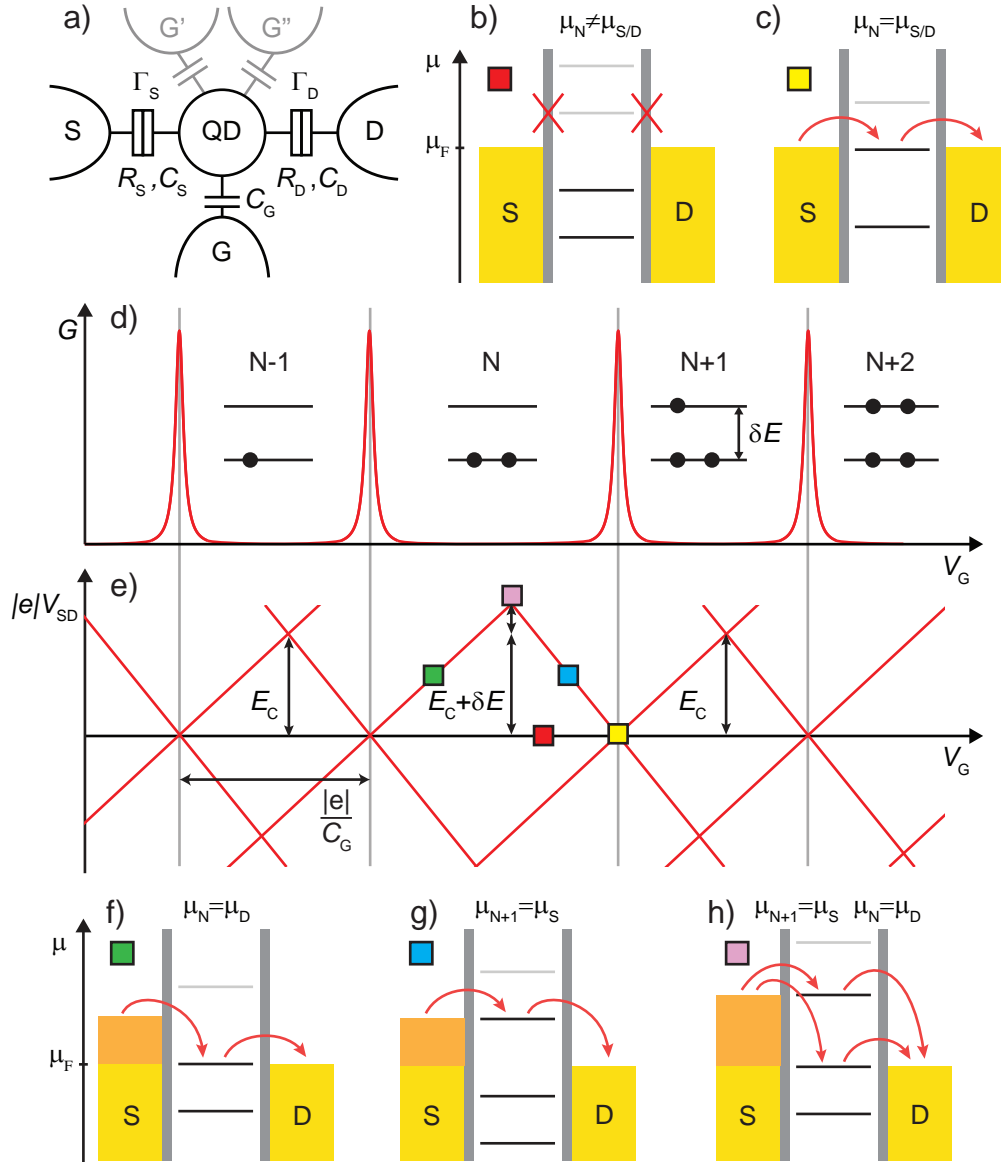 a)
G' G"
Γ_S Γ_D
S QD D
R_S, C_S R_D, C_D
C_G
G
b) μ_N≠μ_S/D
μ
μ_F
S D
c) μ_N=μ_S/D
S D
d)
G
N-1 N N+1 N+2
δE
V_G
e)
|e|V_SD
E_C E_C+δE E_C
V_G
|e|
C_G
f) μ_N=μ_D
μ
μ_F
S D
g) μ_N+1=μ_S
S D
h) μ_N+1=μ_S μ_N=μ_D
S D